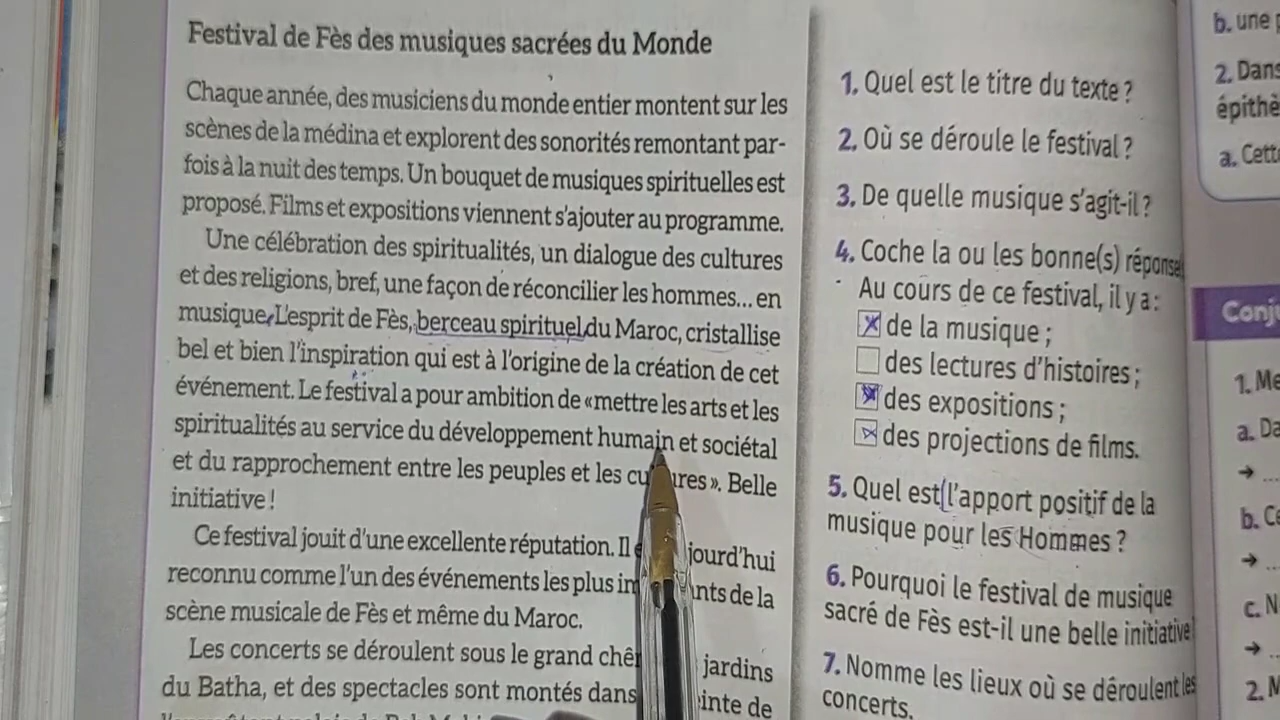 Festival de Fès des musiques sacrées du Monde
Chaque année, des musiciens du monde entier montent sur les
scènes de la médina et explorent des sonorités remontant par-
fois à la nuit des temps. Un bouquet de musiques spirituelles est
proposé. Films et expositions viennent s'ajouter au programme.
Une célébration des spiritualités, un dialogue des cultures
et des religions, bref, une façon de réconcilier les hommes... en
musique. L'esprit de Fès, berceau spirituel du Maroc, cristallise
bel et bien l'inspiration qui est à l'origine de la création de cet
événement. Le festival a pour ambition de «mettre les arts et les
spiritualités au service du développement humain et sociétal
et du rapprochement entre les peuples et les cu ures». Belle
initiative !
Ce festival jouit d'une excellente réputation. Il jourd'hui
reconnu comme l'un des événements les plus im nts de la
scène musicale de Fès et même du Maroc.
Les concerts se déroulent sous le grand chê jardins
du Batha, et des spectacles sont montés dans inte de
1. Quel est le titre du texte ?
2. Où se déroule le festival ?
3. De quelle musique s'agit-il ?
4. Coche la ou les bonne(s) réponse
Au cours de ce festival, il y a :
de la musique ;
des lectures d'histoires ;
des expositions ;
des projections de films.
5. Quel est l'apport positif de la
musique pour les Hommes ?
6. Pourquoi le festival de musique
sacré de Fès est-il une belle initiative
7. Nomme les lieux où se déroulent les
concerts.
b. une
2. Dans
épithè
a. Cett
Conj
1. Me
a. Da
→ ...
b. Ce
→ ...
c. N
→ ...
2. M